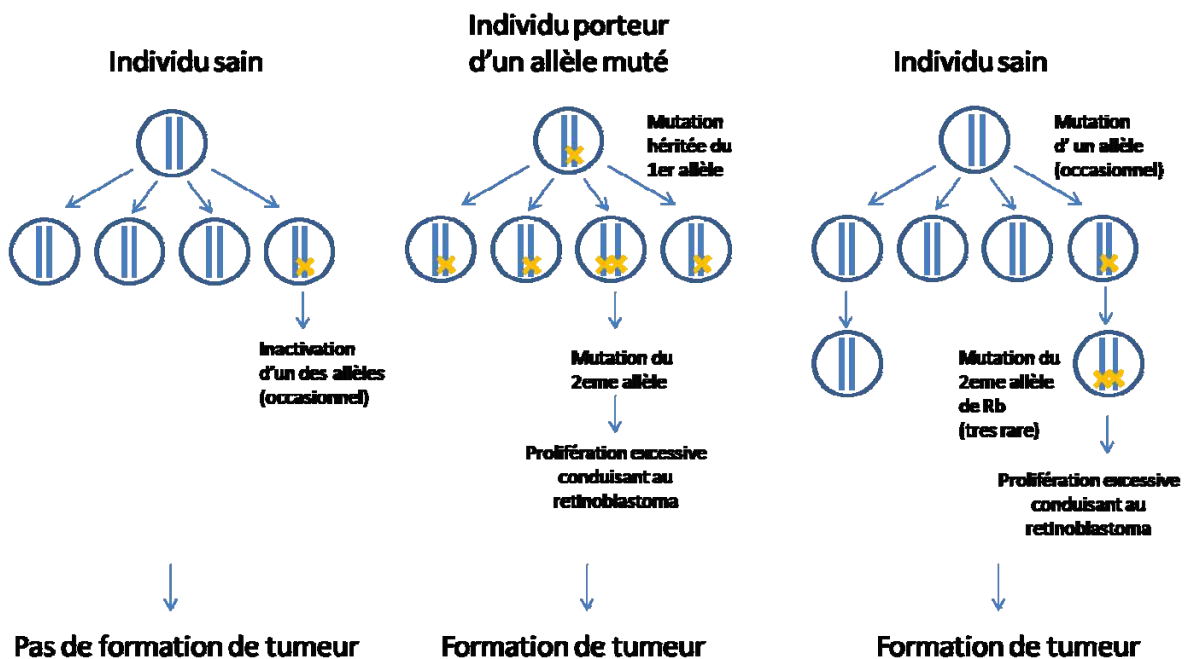 Individu sain
Inactivation
d'un des allèles
(occasionnel)
Pas de formation de tumeur
Individu porteur
d'un allèle muté
Mutation
héritée du
1er allèle
Mutation du
2eme allèle
Prolifération excessive
conduisant au
retinoblastoma
Formation de tumeur
Individu sain
Mutation
d' un allèle
(occasionnel)
Mutation du
2eme allèle
de Rb
(tres rare)
Prolifération excessive
conduisant au
retinoblastoma
Formation de tumeur